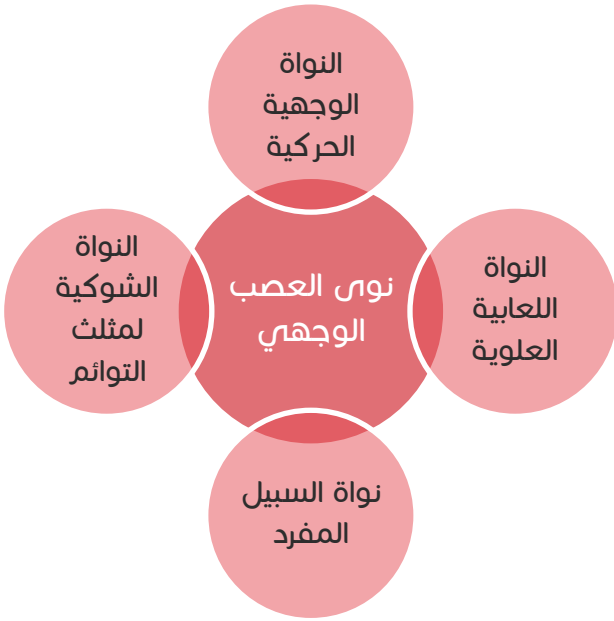 النواة
الوجهية
الحركية
النواة
اللعابية
العلوية
نوى العصب
الوجهي
النواة
الشوكية
لمثلث
التوائم
نواة السبيل
المفرد